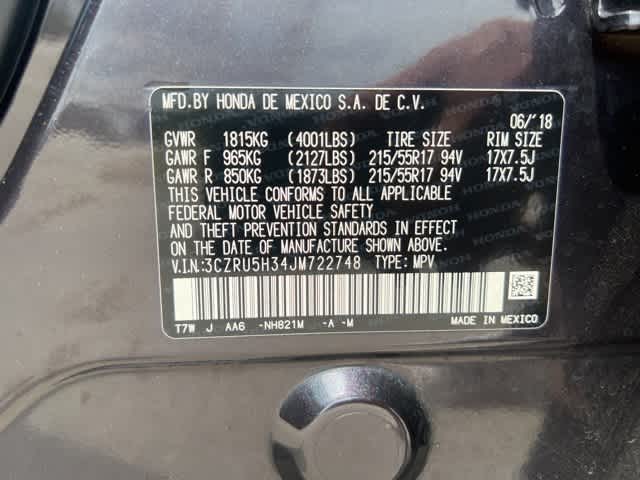 MFD.BY HONDA DE MEXICO S.A. DE C.V.
06/'18
GVWR 1815KG (4001LBS) TIRE SIZE RIM SIZE
GAWR F 965KG (2127LBS) 215/55R17 94V 17X7.5J
GAWR R 850KG (1873LBS) 215/55R17 94V 17X7.5J
THIS VEHICLE CONFORMS TO ALL APPLICABLE
FEDERAL MOTOR VEHICLE SAFETY
AND THEFT PREVENTION STANDARDS IN EFFECT
ON THE DATE OF MANUFACTURE SHOWN ABOVE.
V.I.N:3CZRU5H34JM722748 TYPE: MPV
T7W J AA6 -NH821M -A -M MADE IN MEXICO